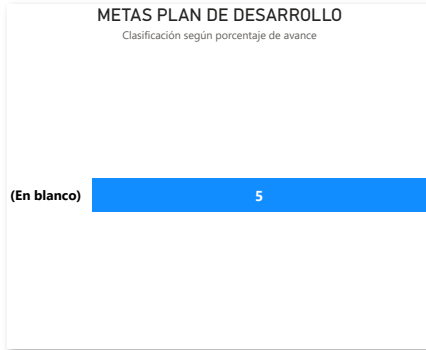 METAS PLAN DE DESARROLLO
Clasificación según porcentaje de avance
(En blanco) 5